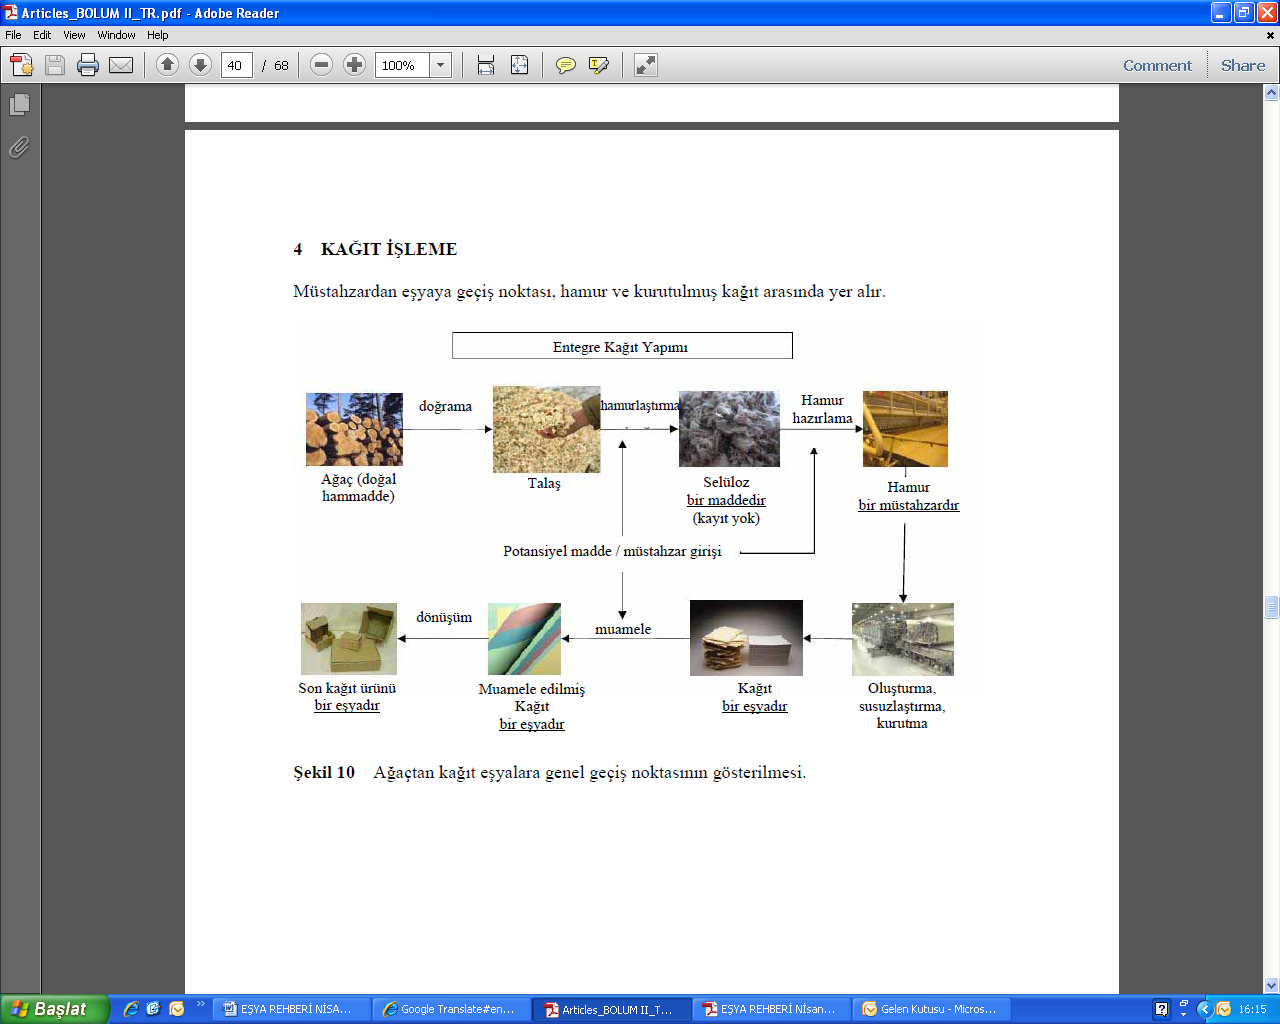 Articles_BOLUM II_TR.pdf - Adobe Reader
File Edit View Window Help
40 / 68 100% Comment Share
4 KAĞIT İŞLEME
Müstahzardan eşyaya geçiş noktası, hamur ve kurutulmuş kağıt arasında yer alır.
Entegre Kağıt Yapımı
doğrama
hamurlaştırma
Hamur
hazırlama
Ağaç (doğal
hammadde)
Talaş
Selüloz
bir maddedir
(kayıt yok)
Hamur
bir müstahzardır
Potansiyel madde / müstahzar girişi
dönüşüm
muamele
Son kağıt ürünü
bir eşyadır
Muamele edilmiş
Kağıt
bir eşyadır
Kağıt
bir eşyadır
Oluşturma,
susuzlaştırma,
kurutma
Şekil 10 Ağaçtan kağıt eşyalara genel geçiş noktasının gösterilmesi.
Başlat
EŞYA REHBERİ NİSA...
Google Translate#en...
Articles_BOLUM II_T...
EŞYA REHBERİ Nİsan...
Gelen Kutusu - Micros...
16:15